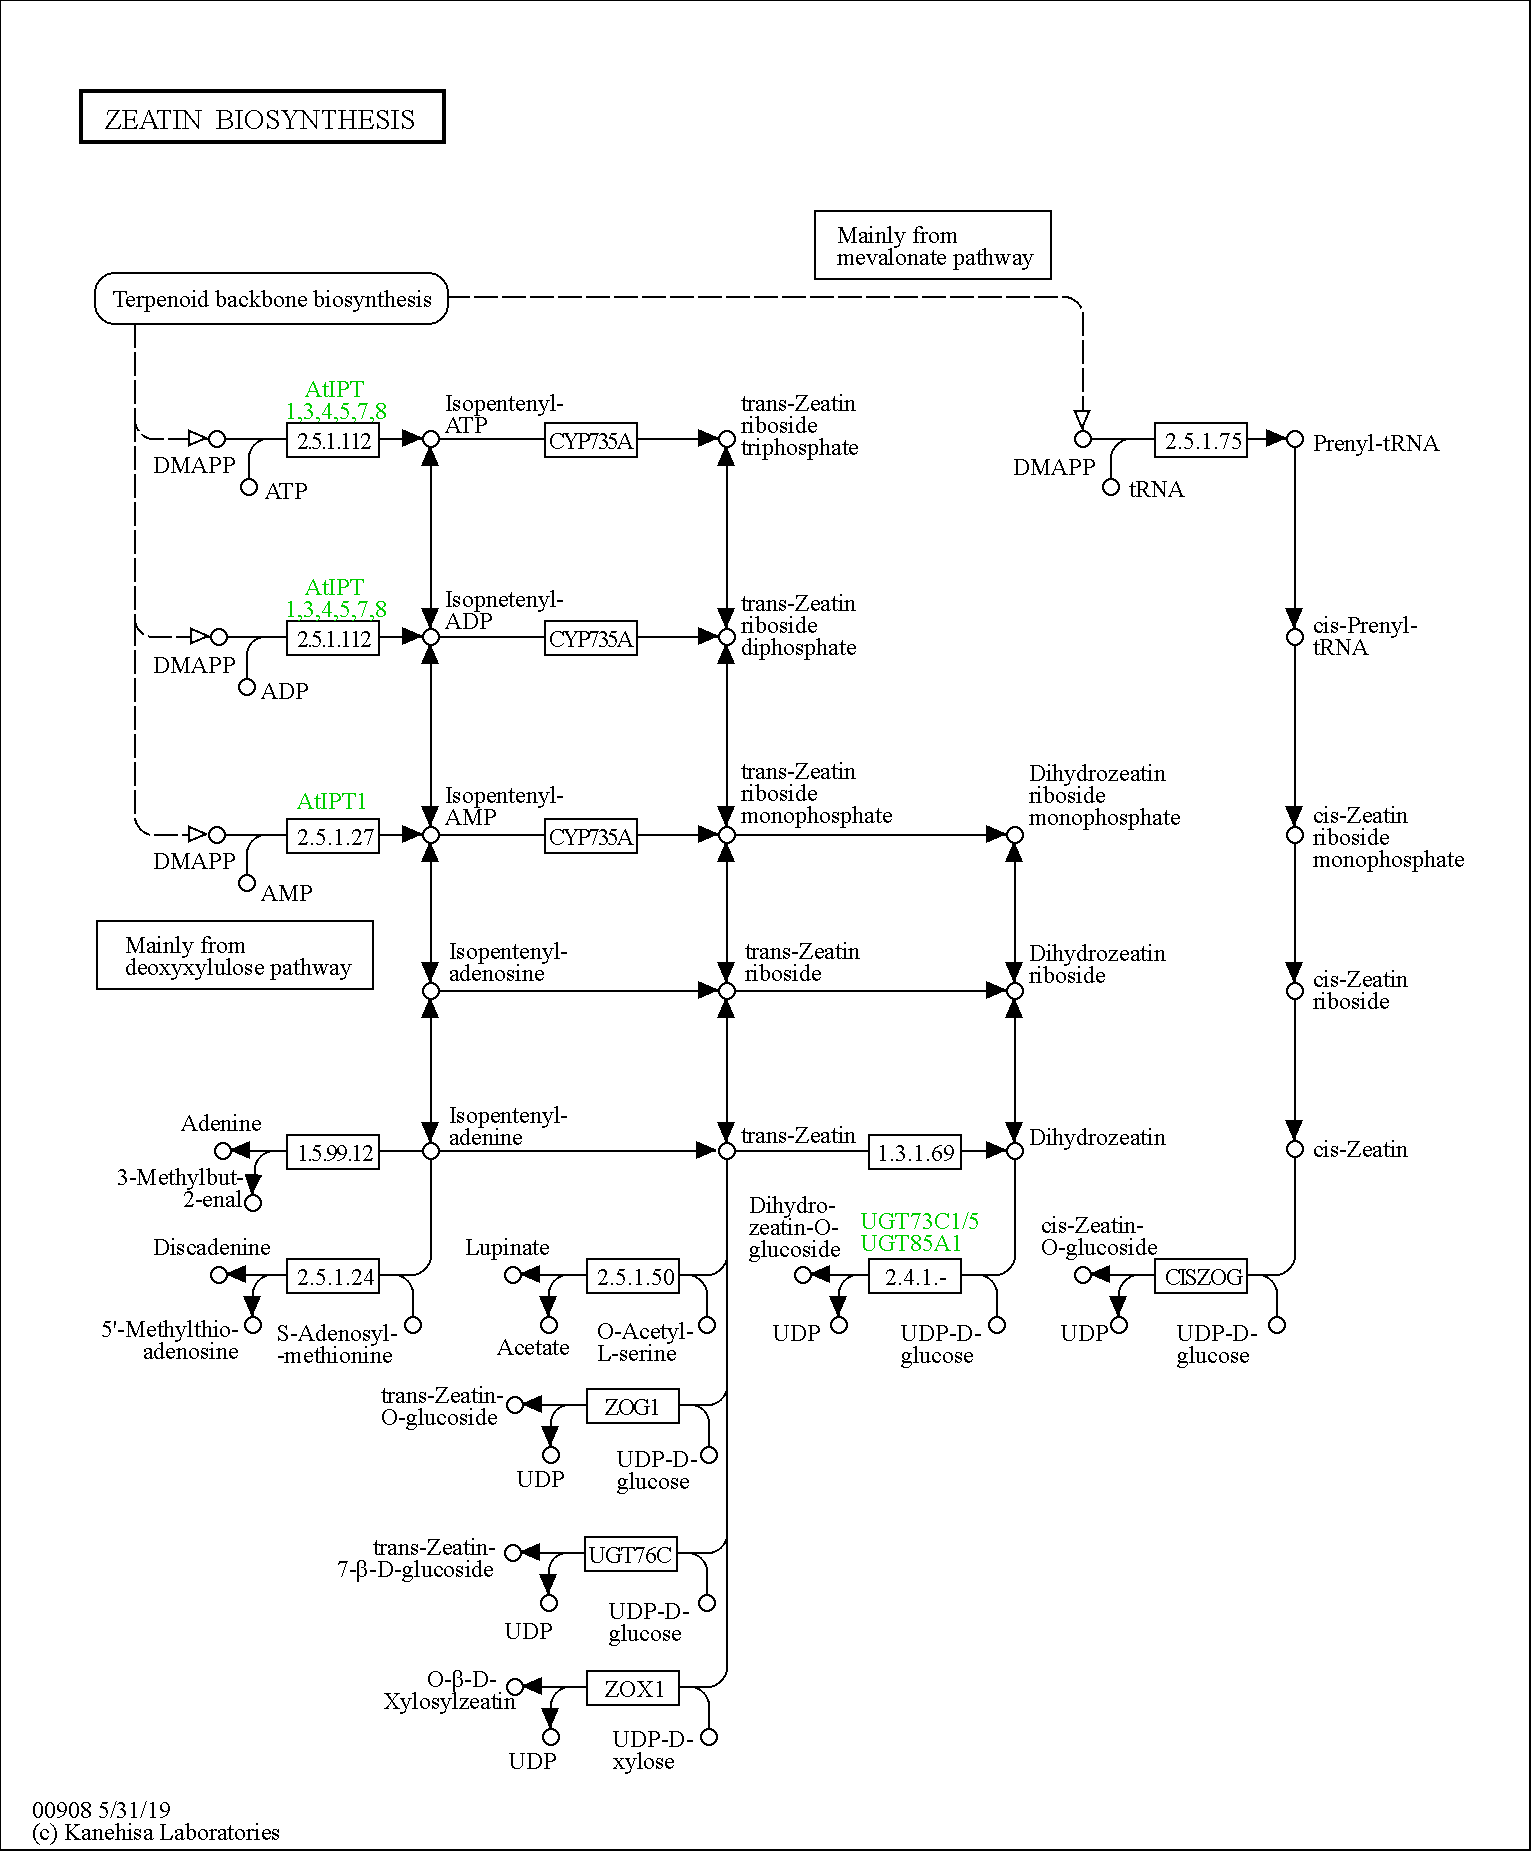 ZEATIN BIOSYNTHESIS
Mainly from
mevalonate pathway
Terpenoid backbone biosynthesis
AtIPT
1,3,4,5,7,8
2.5.1.112
DMAPP
ATP
Isopentenyl-
ATP
CYP735A
trans-Zeatin
riboside
triphosphate
DMAPP
tRNA
2.5.1.75
Prenyl-tRNA
AtIPT
1,3,4,5,7,8
2.5.1.112
DMAPP
ADP
Isopnetenyl-
ADP
CYP735A
trans-Zeatin
riboside
diphosphate
cis-Prenyl-
tRNA
AtIPT1
2.5.1.27
DMAPP
AMP
Isopentenyl-
AMP
CYP735A
trans-Zeatin
riboside
monophosphate
Dihydrozeatin
riboside
monophosphate
cis-Zeatin
riboside
monophosphate
Mainly from
deoxyxylulose pathway
Isopentenyl-
adenosine
trans-Zeatin
riboside
Dihydrozeatin
riboside
cis-Zeatin
riboside
Adenine
1.5.99.12
3-Methylbut-
2-enal
Isopentenyl-
adenine
trans-Zeatin
1.3.1.69
Dihydrozeatin
cis-Zeatin
Discadenine
2.5.1.24
5'-Methylthio-
adenosine
S-Adenosyl-
-methionine
Lupinate
2.5.1.50
Acetate
O-Acetyl-
L-serine
Dihydro-
zeatin-O-
glucoside
UGT73C1/5
UGT85A1
2.4.1.-
UDP
UDP-D-
glucose
cis-Zeatin-
O-glucoside
CISZOG
UDP
UDP-D-
glucose
trans-Zeatin-
O-glucoside
ZOG1
UDP
UDP-D-
glucose
trans-Zeatin-
7-β-D-glucoside
UGT76C
UDP
UDP-D-
glucose
O-β-D-
Xylosylzeatin
ZOX1
UDP
UDP-D-
xylose
00908 5/31/19
(c) Kanehisa Laboratories